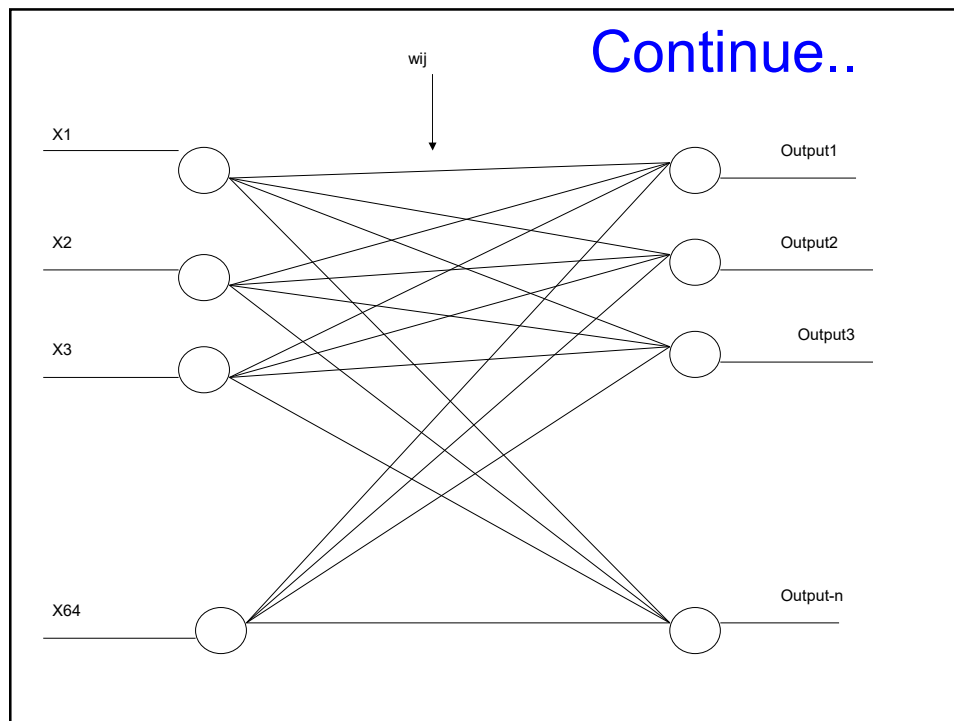 Continue..
wij
X1
Output1
X2
Output2
X3
Output3
X64
Output-n